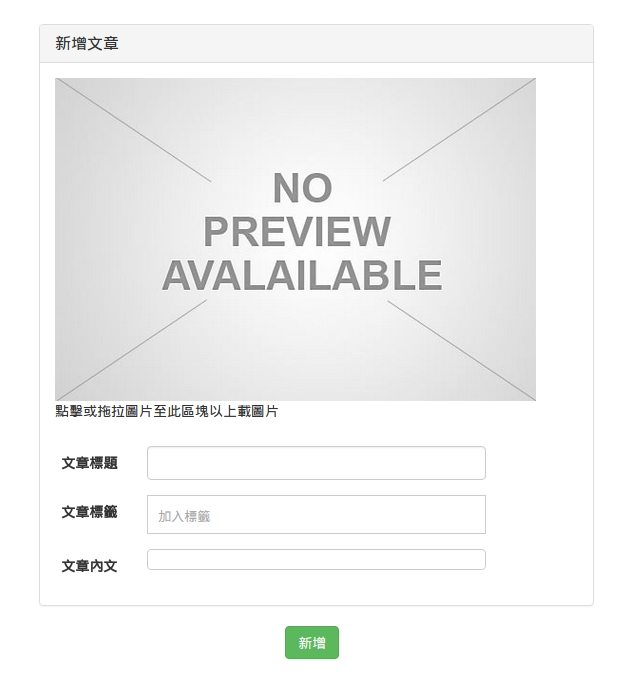 新增文章
NO
PREVIEW
AVALAILABLE
點擊或拖拉圖片至此區塊以上載圖片
文章標題
文章標籤
加入標籤
文章內文
新增